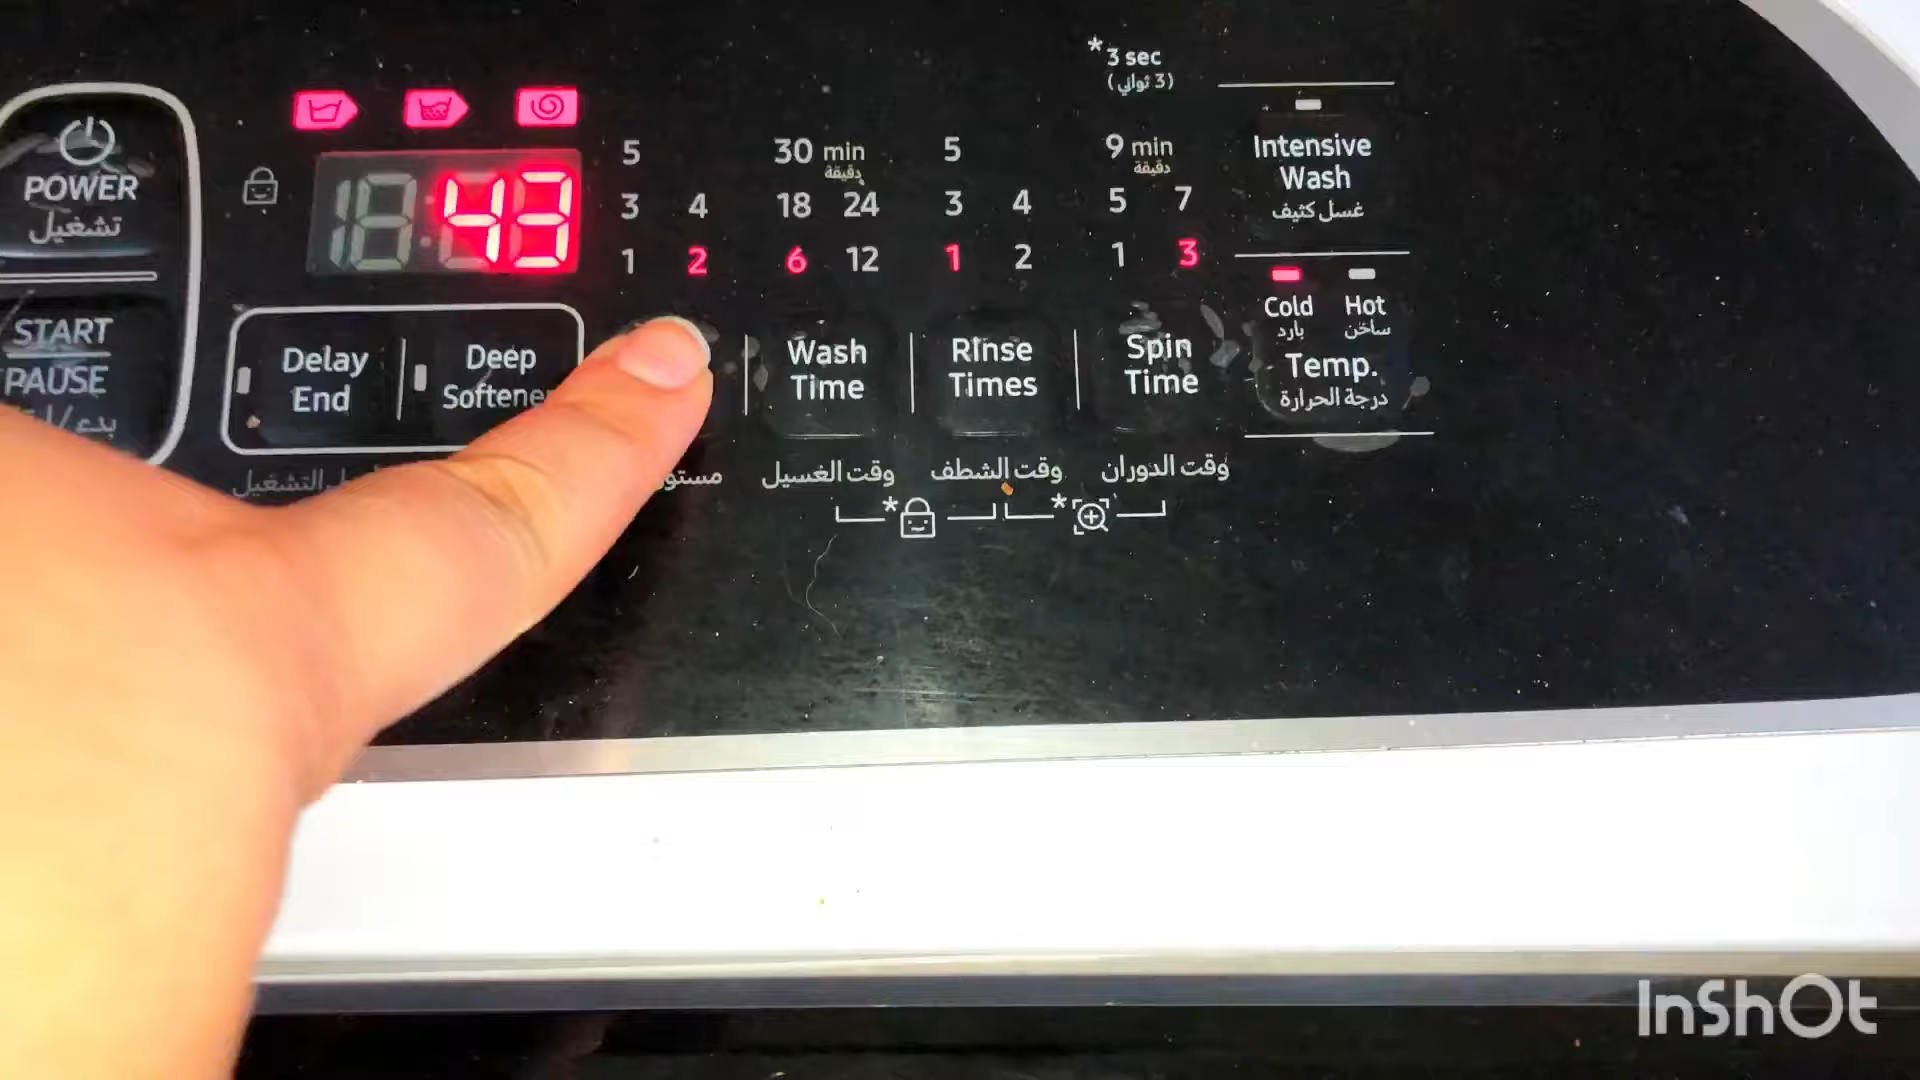 * 3 sec
(3 ثواني)
POWER
تشغيل
START
PAUSE
43
5
3 4
1 2
30 min
دقيقة
18 24
6 12
5
3 4
1 2
9 min
دقيقة
5 7
1 3
Intensive
Wash
غسل كثيف
Cold Hot
بارد ساخن
Temp.
درجة الحرارة
Delay
End
Deep
Wash
Time
Rinse
Times
Spin
Time
وقت الغسيل
وقت الشطف
وقت الدوران
*
*
InShOt